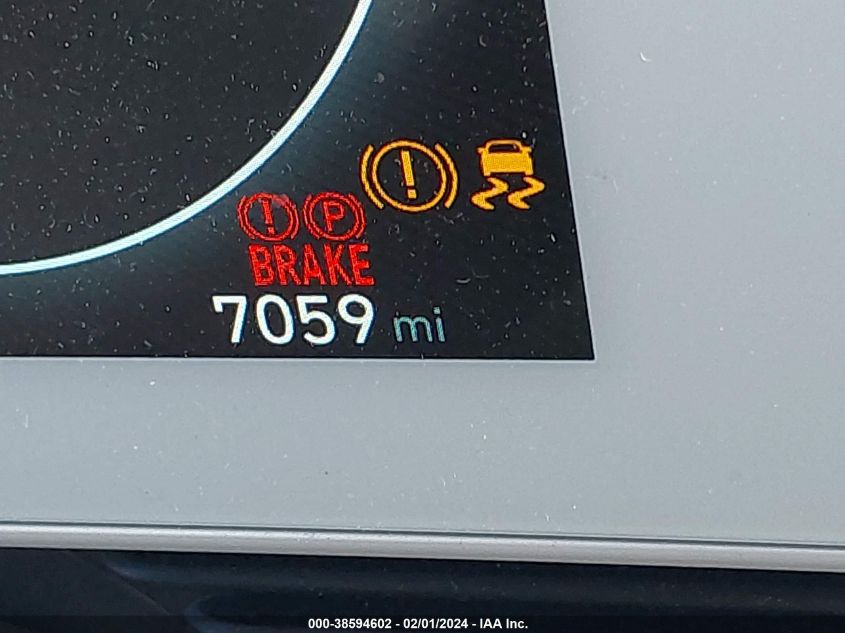 ! P !
BRAKE
7059 mi
000-38594602 - 02/01/2024 - IAA Inc.